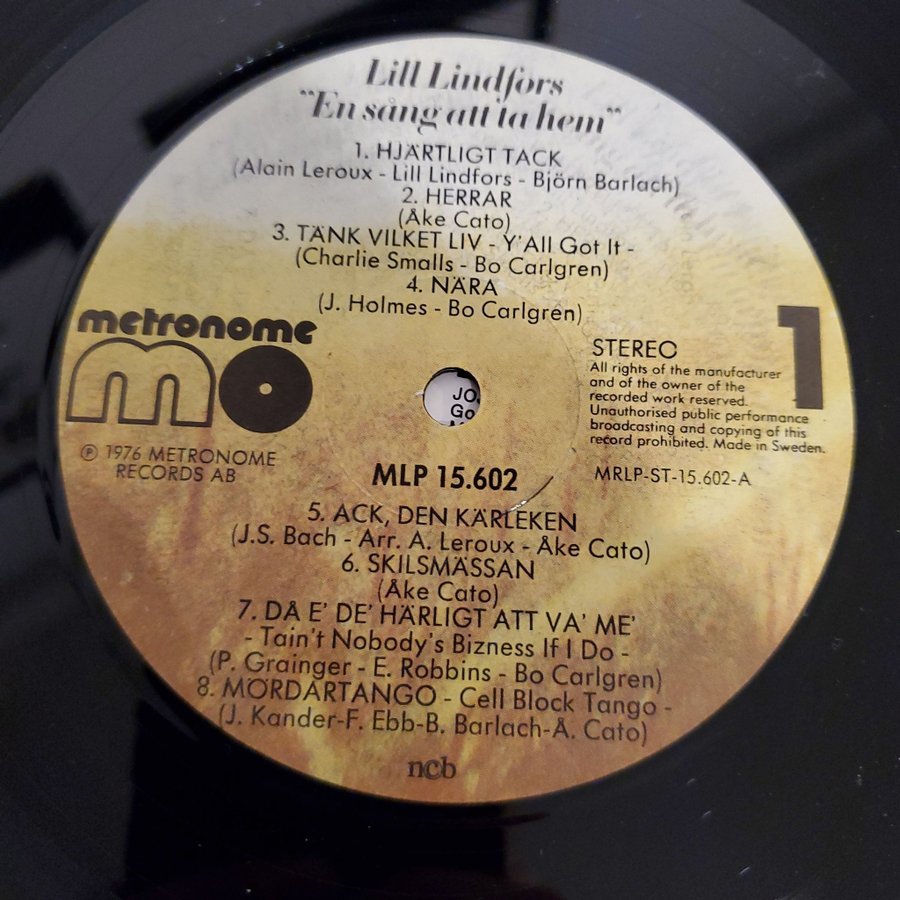 Lill Lindfors
"En sång att ta hem"
1. HJÄRTLIGT TACK
(Alain Leroux - Lill Lindfors - Björn Barlach)
2. HERRAR
(Åke Cato)
3. TÄNK VILKET LIV - Y'All Got It -
(Charlie Smalls - Bo Carlgren)
4. NÄRA
(J. Holmes - Bo Carlgren)
metronome
mo
℗ 1976 METRONOME
RECORDS AB
JO
Go
1
STEREO
All rights of the manufacturer
and of the owner of the
recorded work reserved.
Unauthorised public performance
broadcasting and copying of this
record prohibited. Made in Sweden.
MLP 15.602
MRLP-ST-15.602-A
5. ACK, DEN KÄRLEKEN
(J.S. Bach - Arr. A. Leroux - Åke Cato)
6. SKILSMÄSSAN
(Åke Cato)
7. DÅ E' DE' HÄRLIGT ATT VA' ME'
- Tain't Nobody's Bizness If I Do -
(P. Grainger - E. Robbins - Bo Carlgren)
8. MÖRDARTANGO - Cell Block Tango -
(J. Kander-F. Ebb-B. Barlach-Å. Cato)
ncb